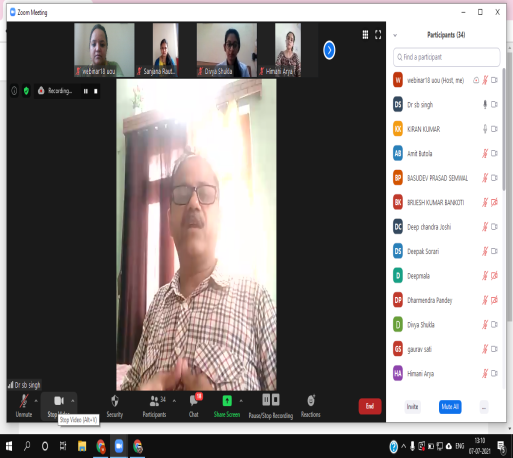 Zoom Meeting
webinar18 uou
Sanjana Raut...
Divya Shukla
Himani Arya
Recording...
Dr sb singh
Participants (34)
Find a participant
W webinar18 uou (Host, me)
DS Dr sb singh
KK KIRAN KUMAR
AB Amit Butola
BP BASUDEV PRASAD SEMWAL
BK BRIJESH KUMAR BANKOTI
DC Deep chandra Joshi
DS Deepak Sorari
D Deepmala
DP Dharmendra Pandey
D Divya Shukla
GS gaurav sati
HA Himani Arya
Unmute
Stop Video
Security
Participants 34
Chat
Share Screen
Pause/Stop Recording
Reactions
End
Stop Video (Alt+V)
Invite
Mute All
...
ENG
13:10
07-07-2021